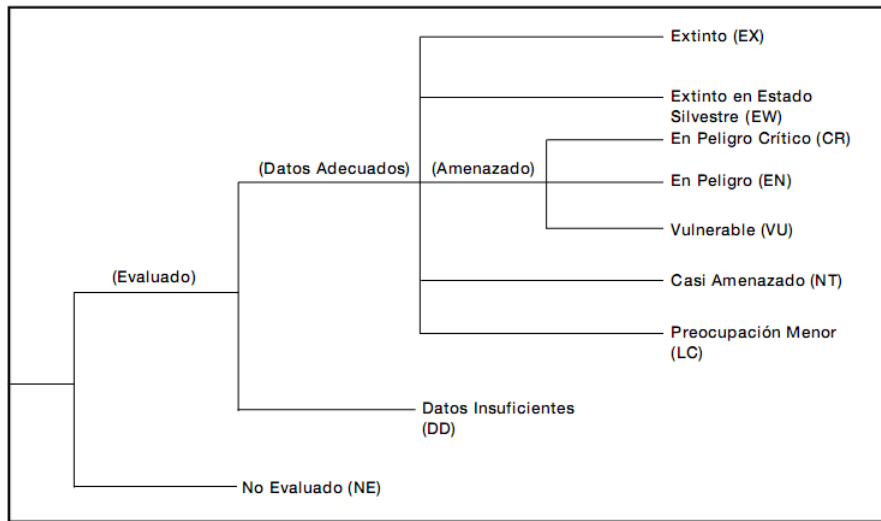 Extinto (EX)
Extinto en Estado
Silvestre (EW)
En Peligro Crítico (CR)
(Datos Adecuados)
(Amenazado)
En Peligro (EN)
Vulnerable (VU)
(Evaluado)
Casi Amenazado (NT)
Preocupación Menor
(LC)
Datos Insuficientes
(DD)
No Evaluado (NE)